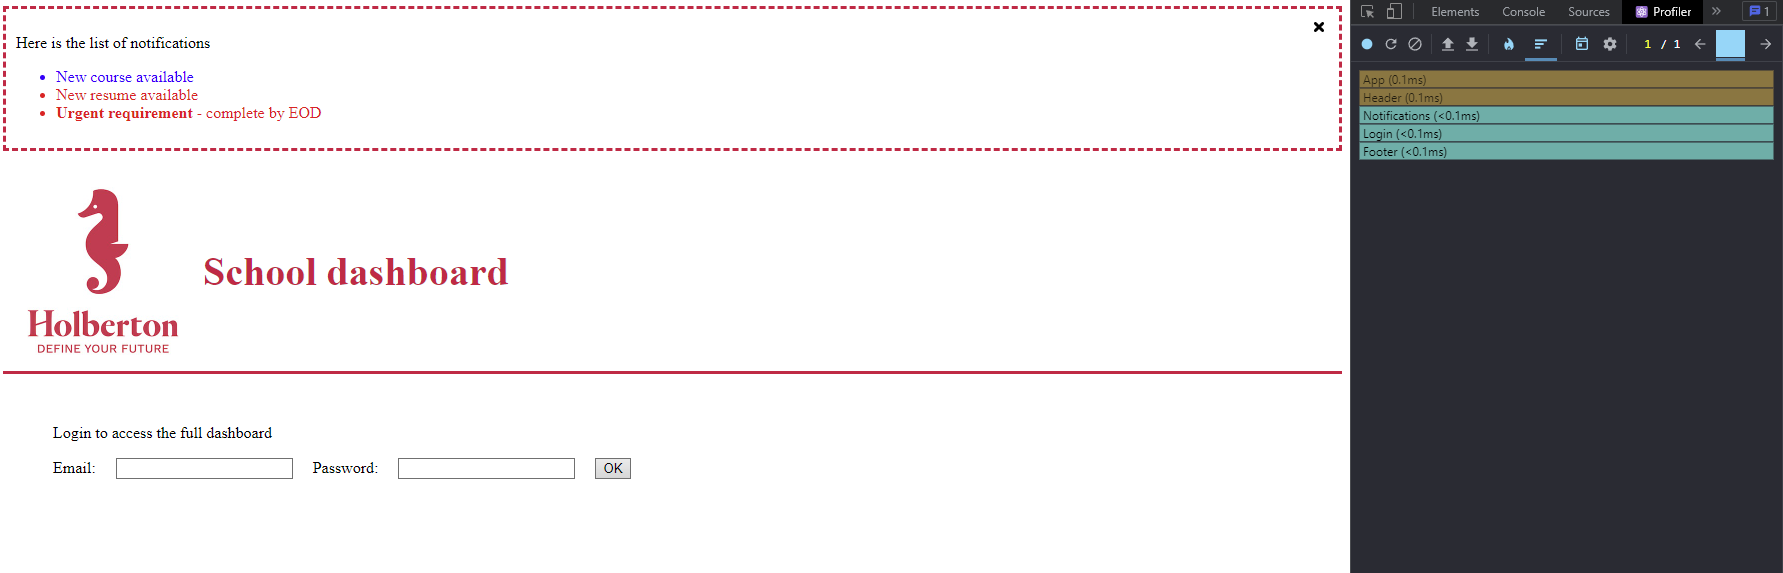 Here is the list of notifications
New course available
New resume available
Urgent requirement - complete by EOD
Holberton
DEFINE YOUR FUTURE
School dashboard
Login to access the full dashboard
Email: Password: OK
Elements Console Sources Profiler » 1
1 / 1
App (0.1ms)
Header (0.1ms)
Notifications (<0.1ms)
Login (<0.1ms)
Footer (<0.1ms)